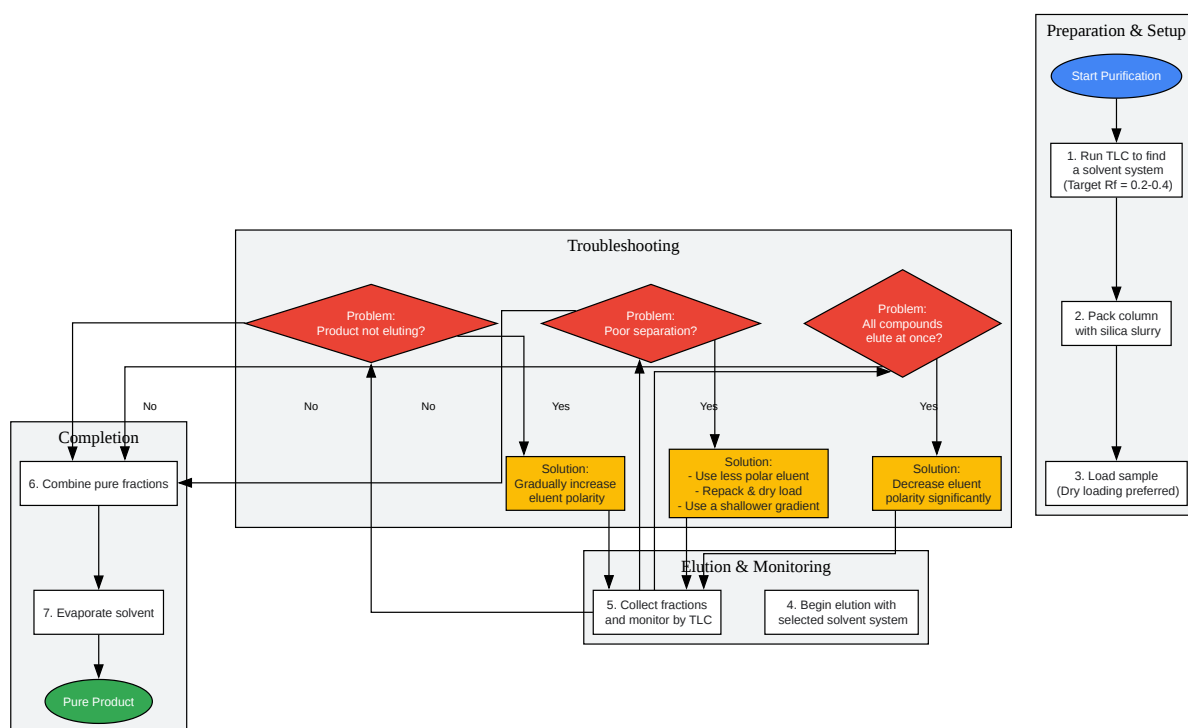 Preparation & Setup
Start Purification
1. Run TLC to find
a solvent system
(Target Rf = 0.2-0.4)
2. Pack column
with silica slurry
3. Load sample
(Dry loading preferred)
Troubleshooting
Problem:
Product not eluting?
Problem:
Poor separation?
Problem:
All compounds
elute at once?
No
No
No
Yes
Yes
Yes
Solution:
Gradually increase
eluent polarity
Solution:
- Use less polar eluent
- Repack & dry load
- Use a shallower gradient
Solution:
Decrease eluent
polarity significantly
Elution & Monitoring
5. Collect fractions
and monitor by TLC
4. Begin elution with
selected solvent system
Completion
6. Combine pure fractions
7. Evaporate solvent
Pure Product